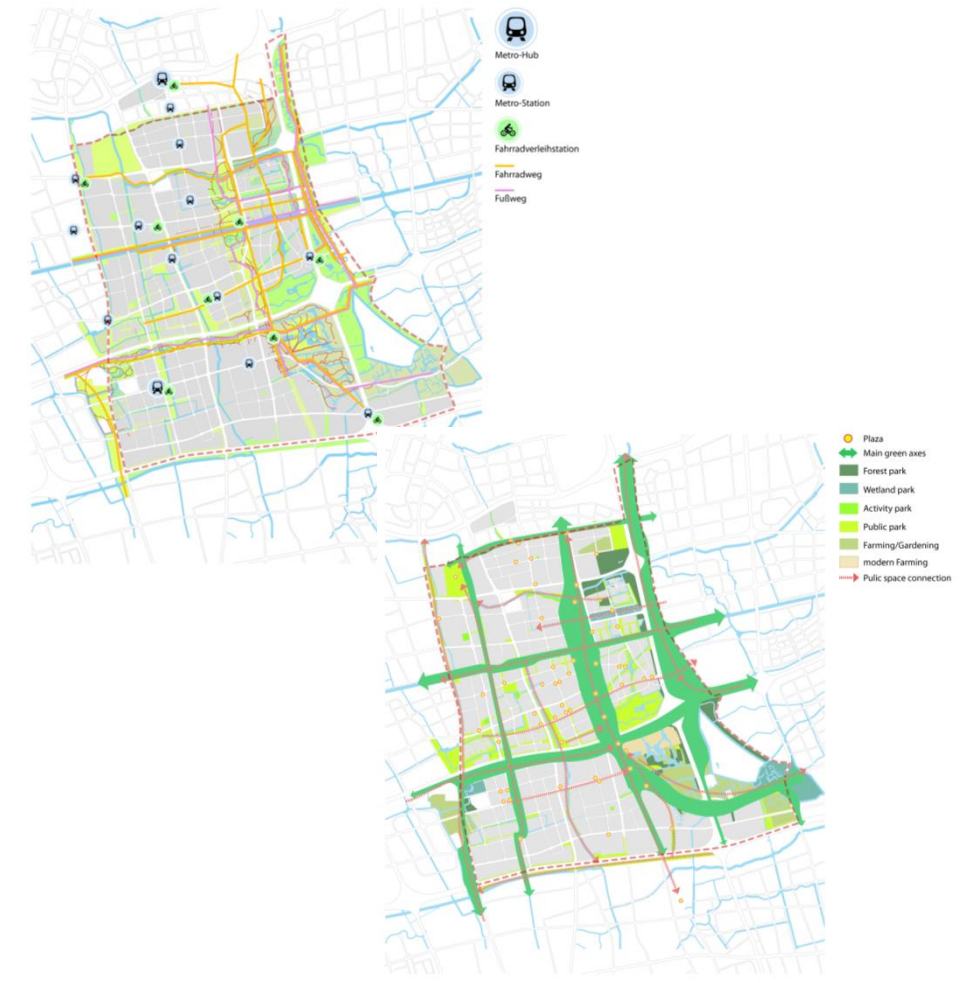 Metro-Hub
Metro-Station
Fahrradverleihstation
Fahrradweg
Fußweg
Plaza
Main green axes
Forest park
Wetland park
Activity park
Public park
Farming/Gardening
modern Farming
Pulic space connection